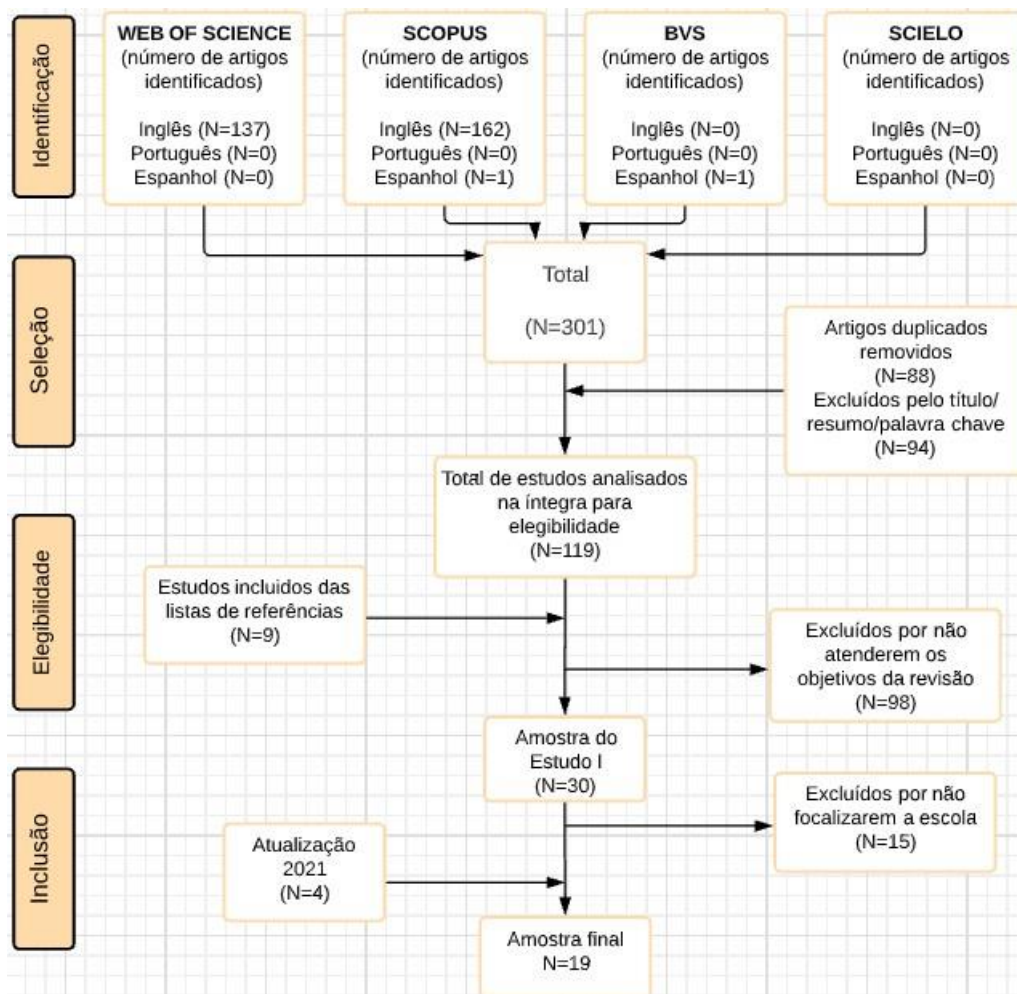 Identificação
WEB OF SCIENCE
(número de artigos
identificados)
Inglês (N=137)
Português (N=0)
Espanhol (N=0)
SCOPUS
(número de artigos
identificados)
Inglês (N=162)
Português (N=0)
Espanhol (N=1)
BVS
(número de artigos
identificados)
Inglês (N=0)
Português (N=0)
Espanhol (N=1)
SCIELO
(número de artigos
identificados)
Inglês (N=0)
Português (N=0)
Espanhol (N=0)
Seleção
Total
(N=301)
Artigos duplicados
removidos
(N=88)
Excluídos pelo título/
resumo/palavra chave
(N=94)
Total de estudos analisados
na íntegra para
elegibilidade
(N=119)
Elegibilidade
Estudos incluidos das
listas de referências
(N=9)
Excluídos por não
atenderem os
objetivos da revisão
(N=98)
Amostra do
Estudo I
(N=30)
Inclusão
Excluídos por não
focalizarem a escola
(N=15)
Atualização
2021
(N=4)
Amostra final
N=19